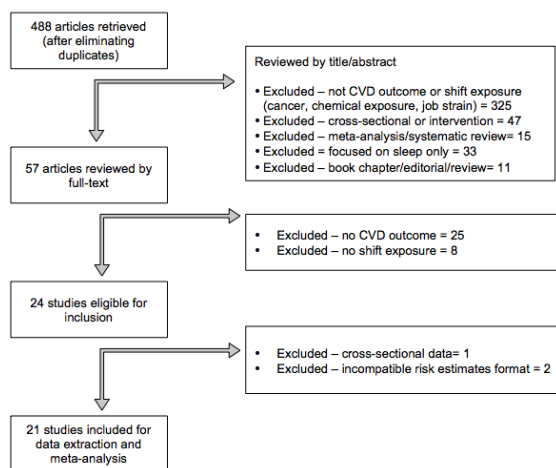 488 articles retrieved
(after eliminating
duplicates)
Reviewed by title/abstract
• Excluded – not CVD outcome or shift exposure
(cancer, chemical exposure, job strain) = 325
• Excluded – cross-sectional or intervention = 47
• Excluded – meta-analysis/systematic review= 15
• Excluded = focused on sleep only = 33
• Excluded – book chapter/editorial/review= 11
57 articles reviewed by
full-text
• Excluded – no CVD outcome = 25
• Excluded – no shift exposure = 8
24 studies eligible for
inclusion
• Excluded – cross-sectional data= 1
• Excluded – incompatible risk estimates format = 2
21 studies included for
data extraction and
meta-analysis